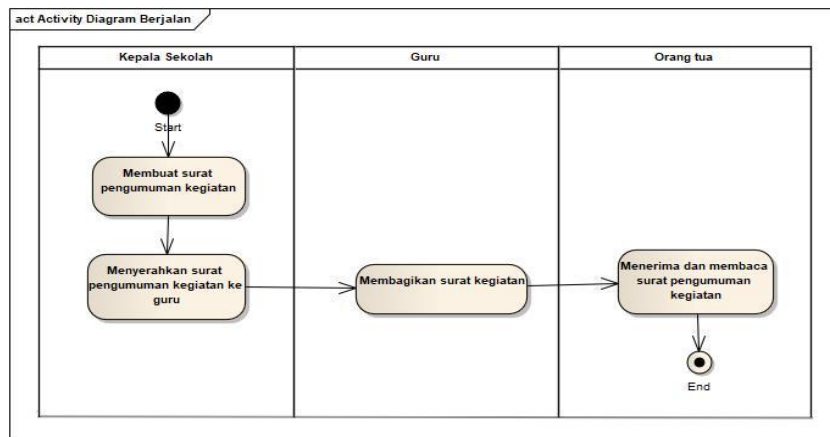 act Activity Diagram Berjalan
Kepala Sekolah
Guru
Orang tua
Start
Membuat surat
pengumuman kegiatan
Menyerahkan surat
pengumuman kegiatan ke
guru
Membagikan surat kegiatan
Menerima dan membaca
surat pengumuman
kegiatan
End